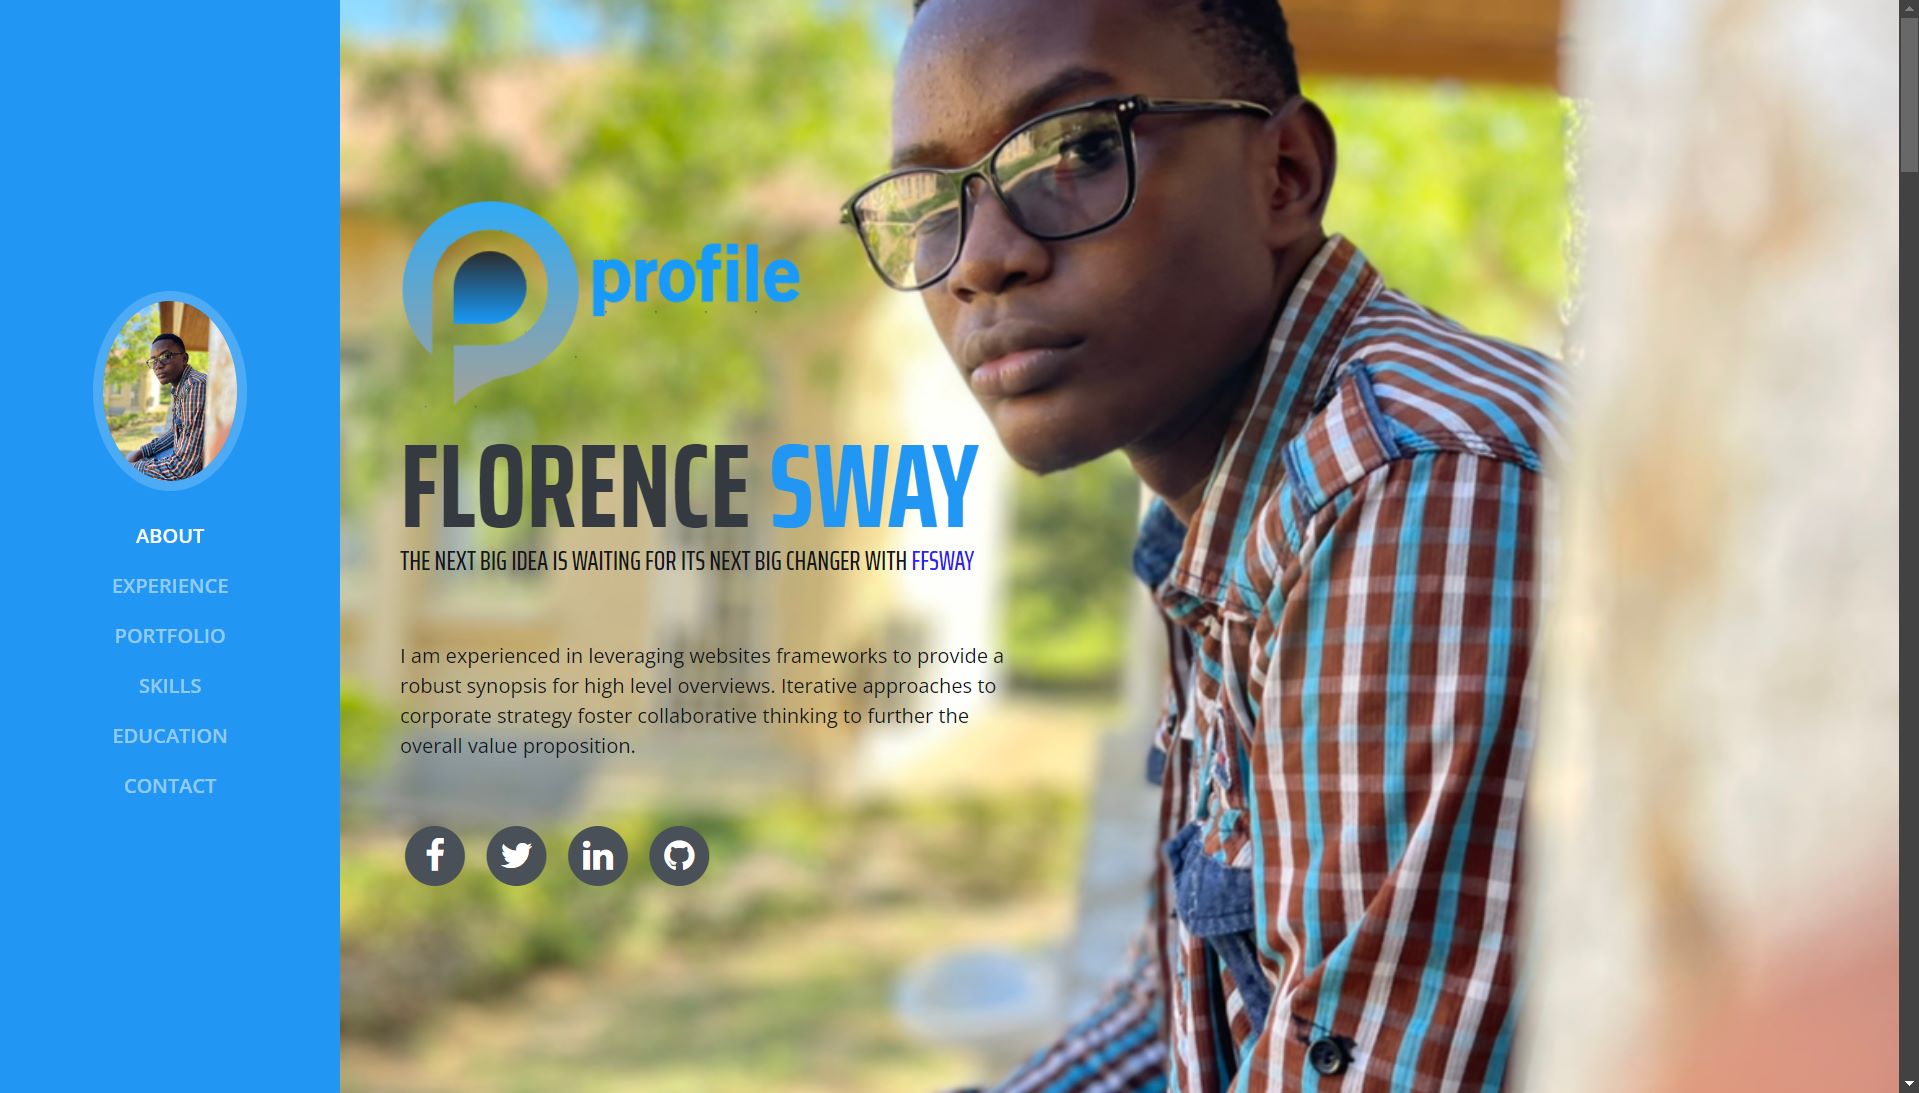 ABOUT
EXPERIENCE
PORTFOLIO
SKILLS
EDUCATION
CONTACT
profile
FLORENCE SWAY
THE NEXT BIG IDEA IS WAITING FOR ITS NEXT BIG CHANGER WITH FFSWAY
I am experienced in leveraging websites frameworks to provide a
robust synopsis for high level overviews. Iterative approaches to
corporate strategy foster collaborative thinking to further the
overall value proposition.